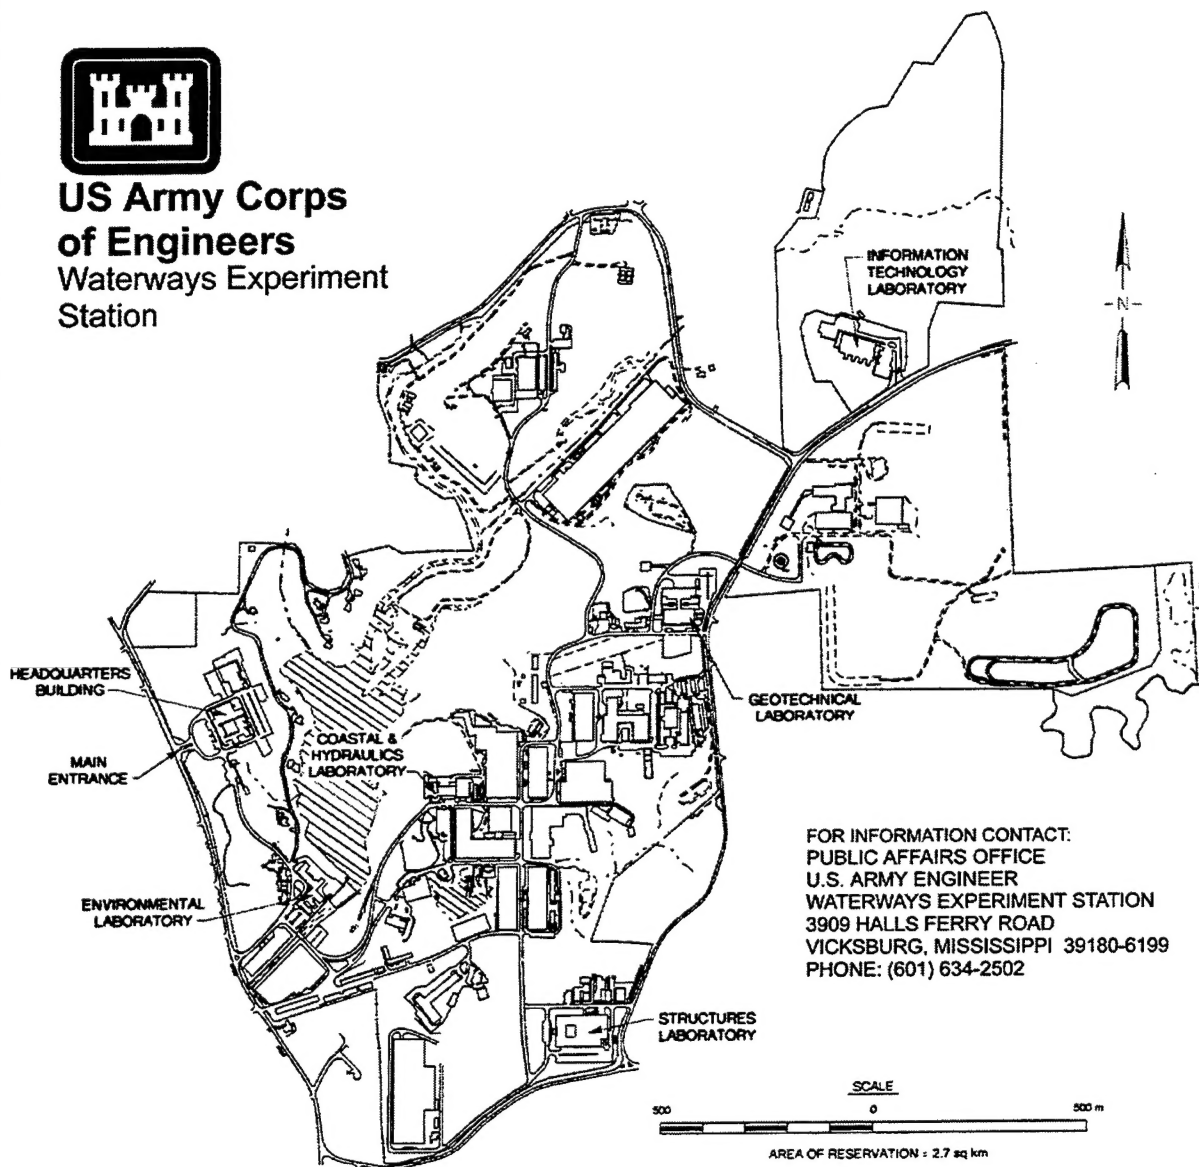 US Army Corps
of Engineers
Waterways Experiment
Station
INFORMATION
TECHNOLOGY
LABORATORY
N
HEADQUARTERS
BUILDING
MAIN
ENTRANCE
COASTAL &
HYDRAULICS
LABORATORY
GEOTECHNICAL
LABORATORY
ENVIRONMENTAL
LABORATORY
FOR INFORMATION CONTACT:
PUBLIC AFFAIRS OFFICE
U.S. ARMY ENGINEER
WATERWAYS EXPERIMENT STATION
3909 HALLS FERRY ROAD
VICKSBURG, MISSISSIPPI 39180-6199
PHONE: (601) 634-2502
STRUCTURES
LABORATORY
SCALE
500 0 500 m
AREA OF RESERVATION = 2.7 sq km